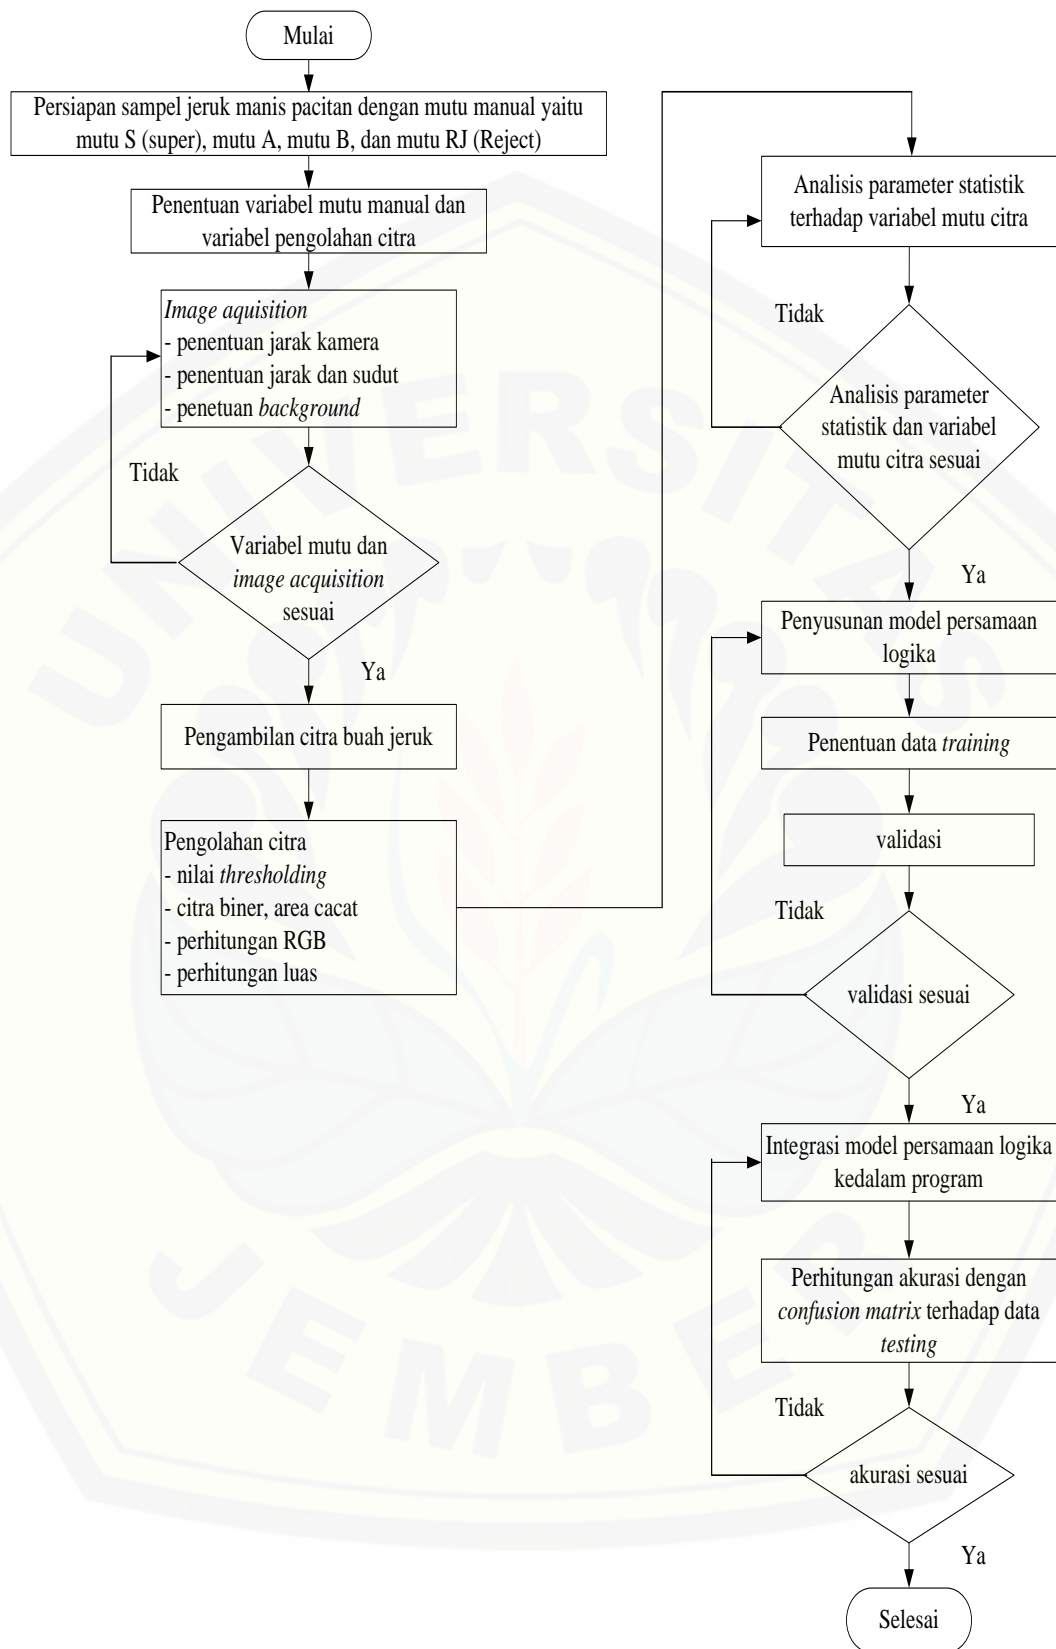 Mulai
Persiapan sampel jeruk manis pacitan dengan mutu manual yaitu
mutu S (super), mutu A, mutu B, dan mutu RJ (Reject)
Penentuan variabel mutu manual dan
variabel pengolahan citra
Image aquisition
- penentuan jarak kamera
- penentuan jarak dan sudut
- penetuan background
Tidak
Variabel mutu dan
image acquisition
sesuai
Ya
Pengambilan citra buah jeruk
Pengolahan citra
- nilai thresholding
- citra biner, area cacat
- perhitungan RGB
- perhitungan luas
Analisis parameter statistik
terhadap variabel mutu citra
Tidak
Analisis parameter
statistik dan variabel
mutu citra sesuai
Ya
Penyusunan model persamaan
logika
Penentuan data training
validasi
Tidak
validasi sesuai
Ya
Integrasi model persamaan logika
kedalam program
Perhitungan akurasi dengan
confusion matrix terhadap data
testing
Tidak
akurasi sesuai
Ya
Selesai
UNIVERSITAS
JEMBER